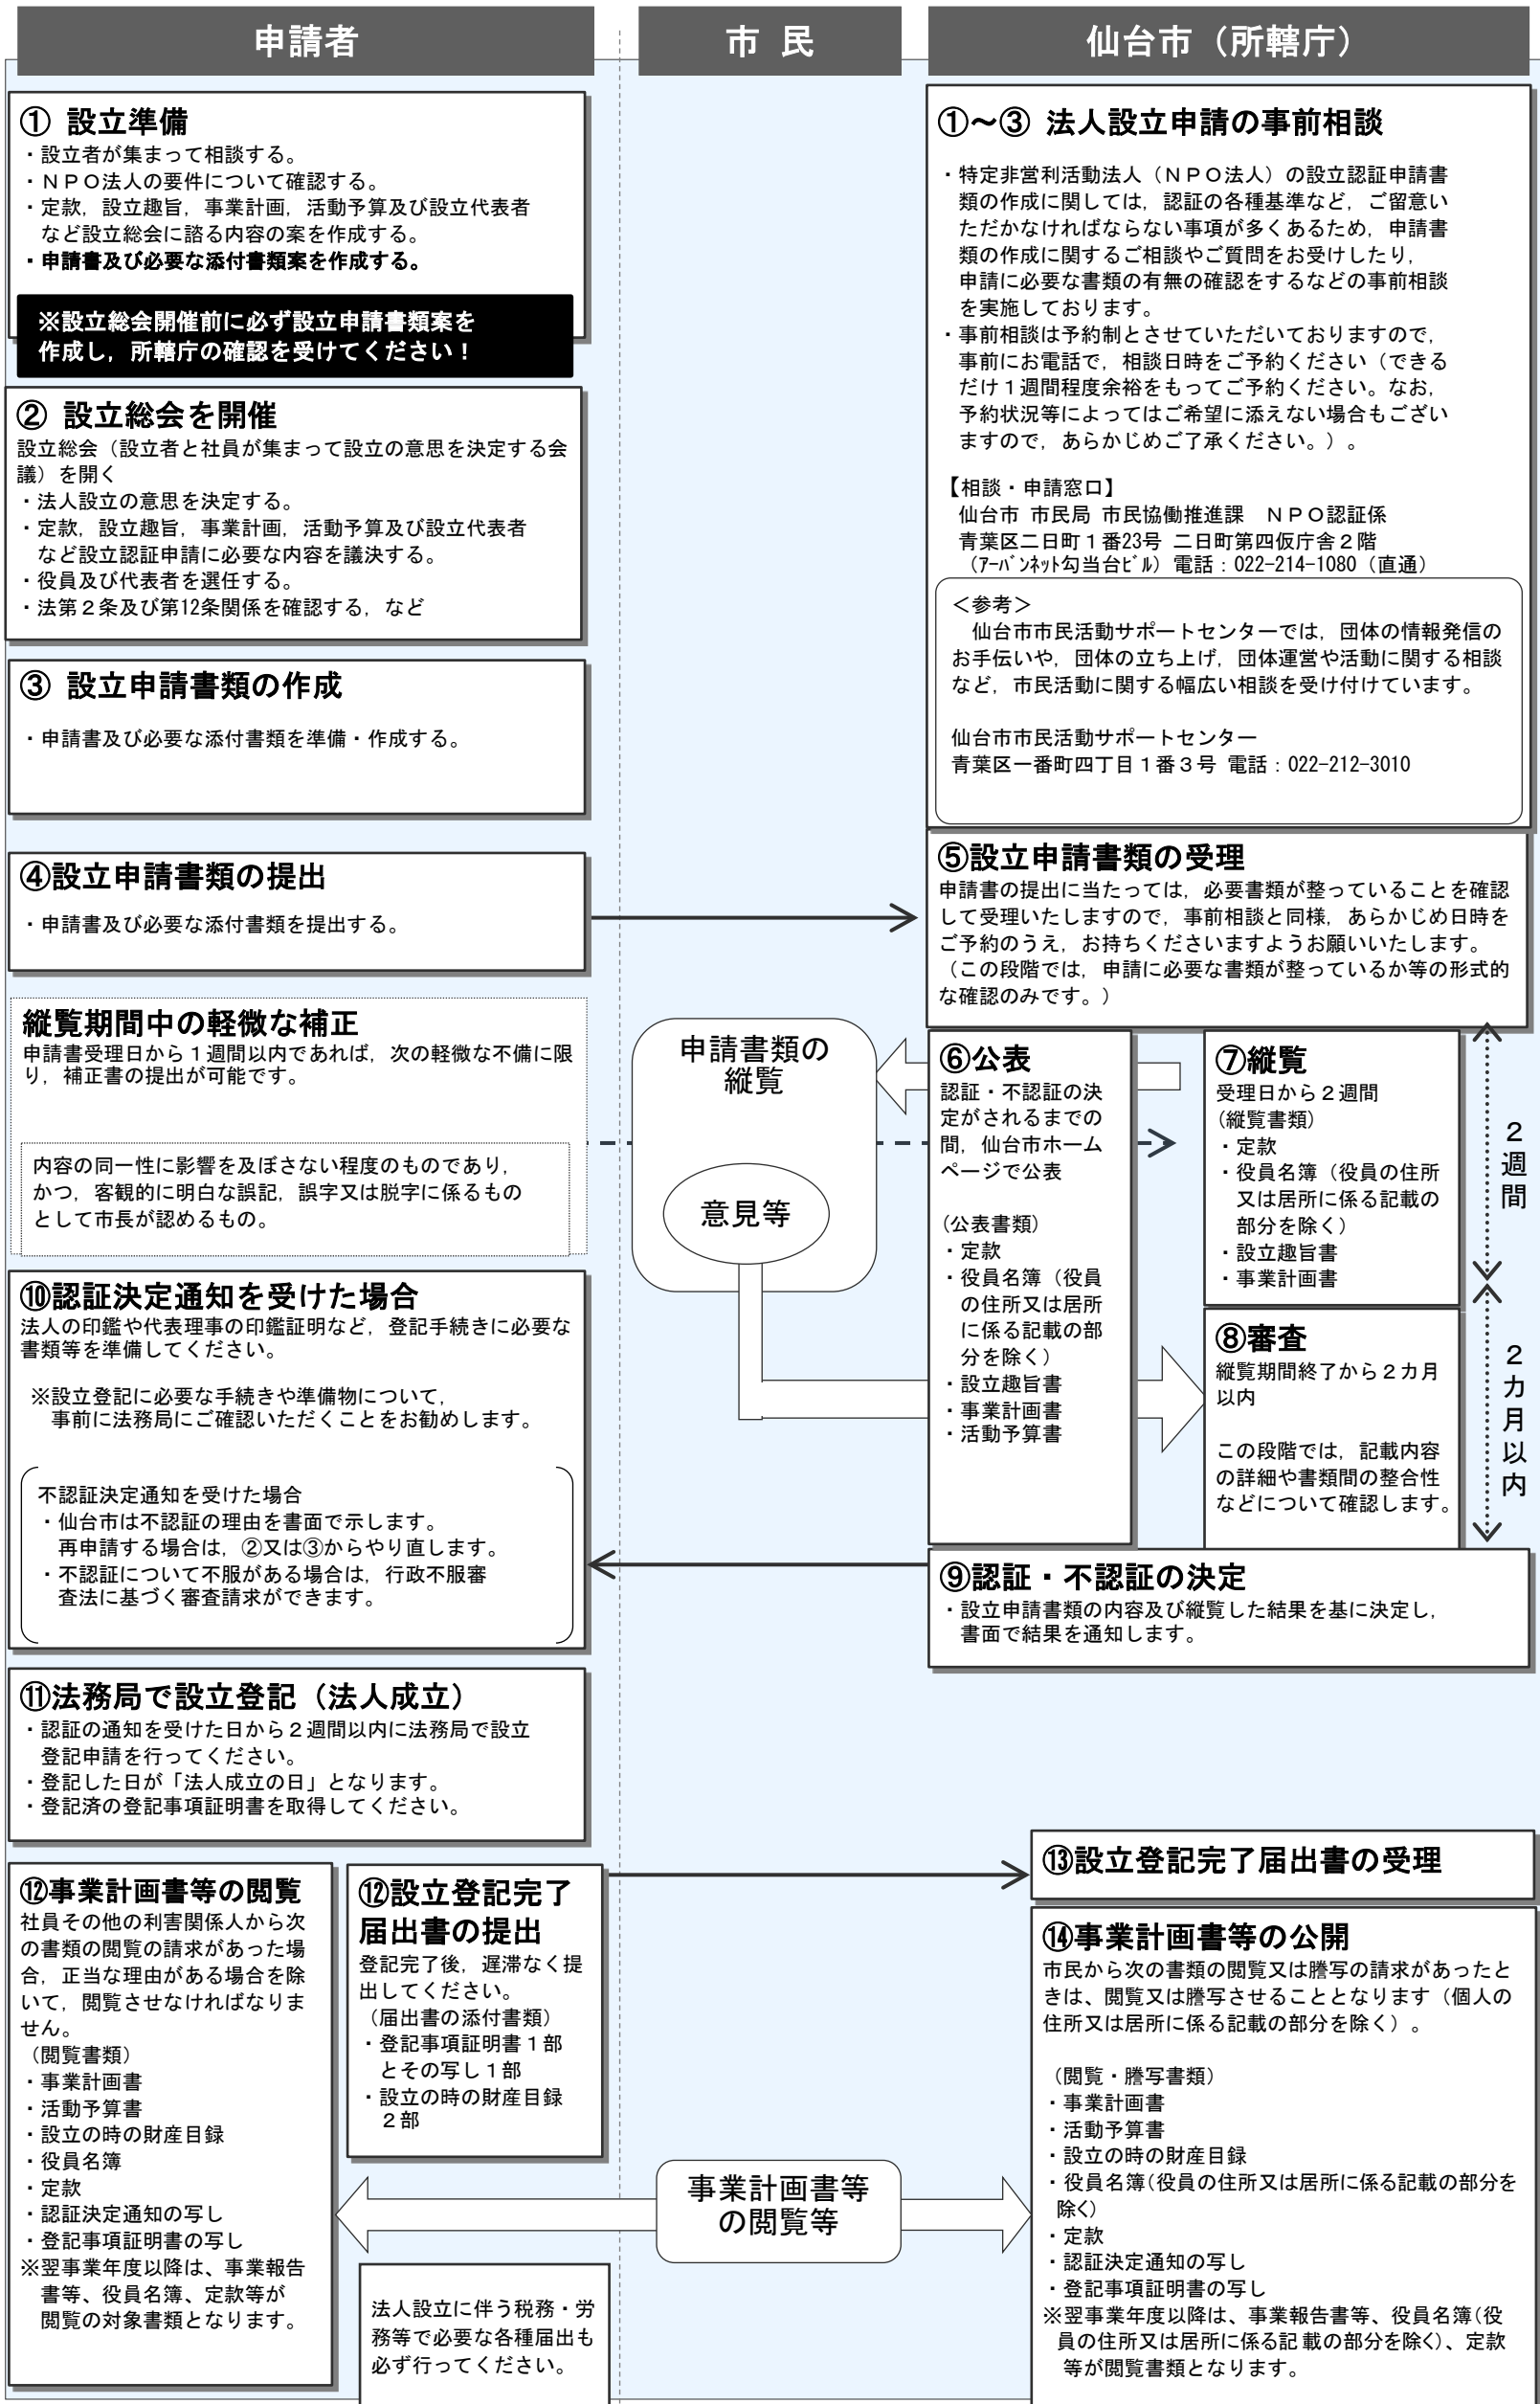 申請者
市 民
仙台市（所轄庁）
① 設立準備
・設立者が集まって相談する。
・ＮＰＯ法人の要件について確認する。
・定款，設立趣旨，事業計画，活動予算及び設立代表者
など設立総会に諮る内容の案を作成する。
・申請書及び必要な添付書類案を作成する。
※設立総会開催前に必ず設立申請書類案を
作成し，所轄庁の確認を受けてください！
② 設立総会を開催
設立総会（設立者と社員が集まって設立の意思を決定する会
議）を開く
・法人設立の意思を決定する。
・定款，設立趣旨，事業計画，活動予算及び設立代表者
など設立認証申請に必要な内容を議決する。
・役員及び代表者を選任する。
・法第２条及び第12条関係を確認する，など
③ 設立申請書類の作成
・申請書及び必要な添付書類を準備・作成する。
①～③ 法人設立申請の事前相談
・特定非営利活動法人（ＮＰＯ法人）の設立認証申請書
類の作成に関しては，認証の各種基準など，ご留意い
ただかなければならない事項が多くあるため，申請書
類の作成に関するご相談やご質問をお受けしたり，
申請に必要な書類の有無の確認をするなどの事前相談
を実施しております。
・事前相談は予約制とさせていただいておりますので，
事前にお電話で，相談日時をご予約ください（できる
だけ１週間程度余裕をもってご予約ください。なお，
予約状況等によってはご希望に添えない場合もござい
ますので，あらかじめご了承ください。）。
【相談・申請窓口】
仙台市 市民局 市民協働推進課　ＮＰＯ認証係
青葉区二日町１番23号 二日町第四仮庁舎２階
（ｱｰﾊﾞﾝﾈｯﾄ勾当台ﾋﾞﾙ）電話：022-214-1080（直通）
＜参考＞
仙台市市民活動サポートセンターでは，団体の情報発信の
お手伝いや，団体の立ち上げ，団体運営や活動に関する相談
など，市民活動に関する幅広い相談を受け付けています。
仙台市市民活動サポートセンター
青葉区一番町四丁目１番３号 電話：022-212-3010
④設立申請書類の提出
・申請書及び必要な添付書類を提出する。
⑤設立申請書類の受理
申請書の提出に当たっては，必要書類が整っていることを確認
して受理いたしますので，事前相談と同様，あらかじめ日時を
ご予約のうえ，お持ちくださいますようお願いいたします。
（この段階では，申請に必要な書類が整っているか等の形式的
な確認のみです。）
縦覧期間中の軽微な補正
申請書受理日から１週間以内であれば，次の軽微な不備に限
り，補正書の提出が可能です。
内容の同一性に影響を及ぼさない程度のものであり，
かつ，客観的に明白な誤記，誤字又は脱字に係るもの
として市長が認めるもの。
申請書類の
縦覧
意見等
⑥公表
認証・不認証の決
定がされるまでの
間，仙台市ホーム
ページで公表
(公表書類)
・定款
・役員名簿（役員
の住所又は居所
に係る記載の部
分を除く）
・設立趣旨書
・事業計画書
・活動予算書
⑦縦覧
受理日から２週間
(縦覧書類)
・定款
・役員名簿（役員の住所
又は居所に係る記載の
部分を除く）
・設立趣旨書
・事業計画書
２週間
⑧審査
縦覧期間終了から２カ月
以内
この段階では，記載内容
の詳細や書類間の整合性
などについて確認します。
２カ月以内
⑨認証・不認証の決定
・設立申請書類の内容及び縦覧した結果を基に決定し，
書面で結果を通知します。
⑩認証決定通知を受けた場合
法人の印鑑や代表理事の印鑑証明など，登記手続きに必要な
書類等を準備してください。
※設立登記に必要な手続きや準備物について，
事前に法務局にご確認いただくことをお勧めします。
不認証決定通知を受けた場合
・仙台市は不認証の理由を書面で示します。
再申請する場合は，②又は③からやり直します。
・不認証について不服がある場合は，行政不服審
査法に基づく審査請求ができます。
⑪法務局で設立登記（法人成立）
・認証の通知を受けた日から２週間以内に法務局で設立
登記申請を行ってください。
・登記した日が「法人成立の日」となります。
・登記済の登記事項証明書を取得してください。
⑫事業計画書等の閲覧
社員その他の利害関係人から次
の書類の閲覧の請求があった場
合，正当な理由がある場合を除
いて，閲覧させなければなりま
せん。
（閲覧書類）
・事業計画書
・活動予算書
・設立の時の財産目録
・役員名簿
・定款
・認証決定通知の写し
・登記事項証明書の写し
※翌事業年度以降は、事業報告
書等、役員名簿、定款等が
閲覧の対象書類となります。
⑫設立登記完了
届出書の提出
登記完了後，遅滞なく提
出してください。
（届出書の添付書類）
・登記事項証明書１部
とその写し１部
・設立の時の財産目録
２部
事業計画書等
の閲覧等
法人設立に伴う税務・労
務等で必要な各種届出も
必ず行ってください。
⑬設立登記完了届出書の受理
⑭事業計画書等の公開
市民から次の書類の閲覧又は謄写の請求があったと
きは、閲覧又は謄写させることとなります（個人の
住所又は居所に係る記載の部分を除く）。
（閲覧・謄写書類）
・事業計画書
・活動予算書
・設立の時の財産目録
・役員名簿(役員の住所又は居所に係る記載の部分を
除く)
・定款
・認証決定通知の写し
・登記事項証明書の写し
※翌事業年度以降は、事業報告書等、役員名簿(役
員の住所又は居所に係る記載の部分を除く)、定款
等が閲覧書類となります。